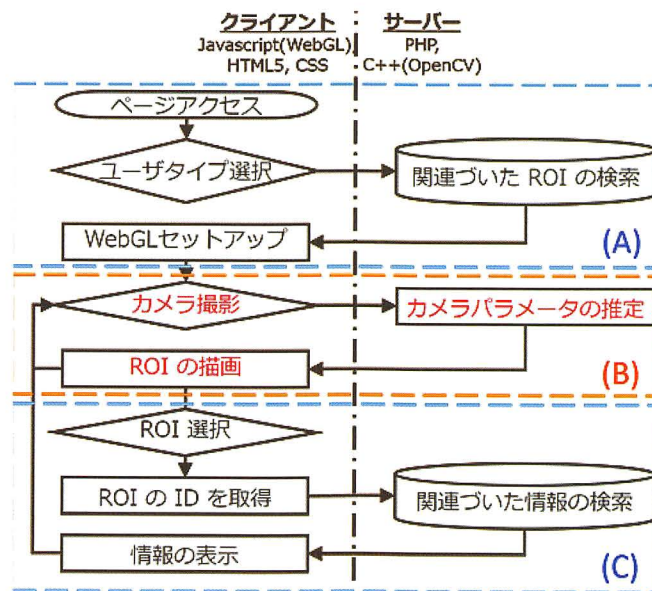 クライアント
Javascript(WebGL),
HTML5, CSS
サーバー
PHP,
C++(OpenCV)
ページアクセス
ユーザタイプ選択
関連づいた ROI の検索
WebGLセットアップ
(A)
カメラ撮影
カメラパラメータの推定
ROI の描画
(B)
ROI 選択
ROI の ID を取得
関連づいた情報の検索
情報の表示
(C)